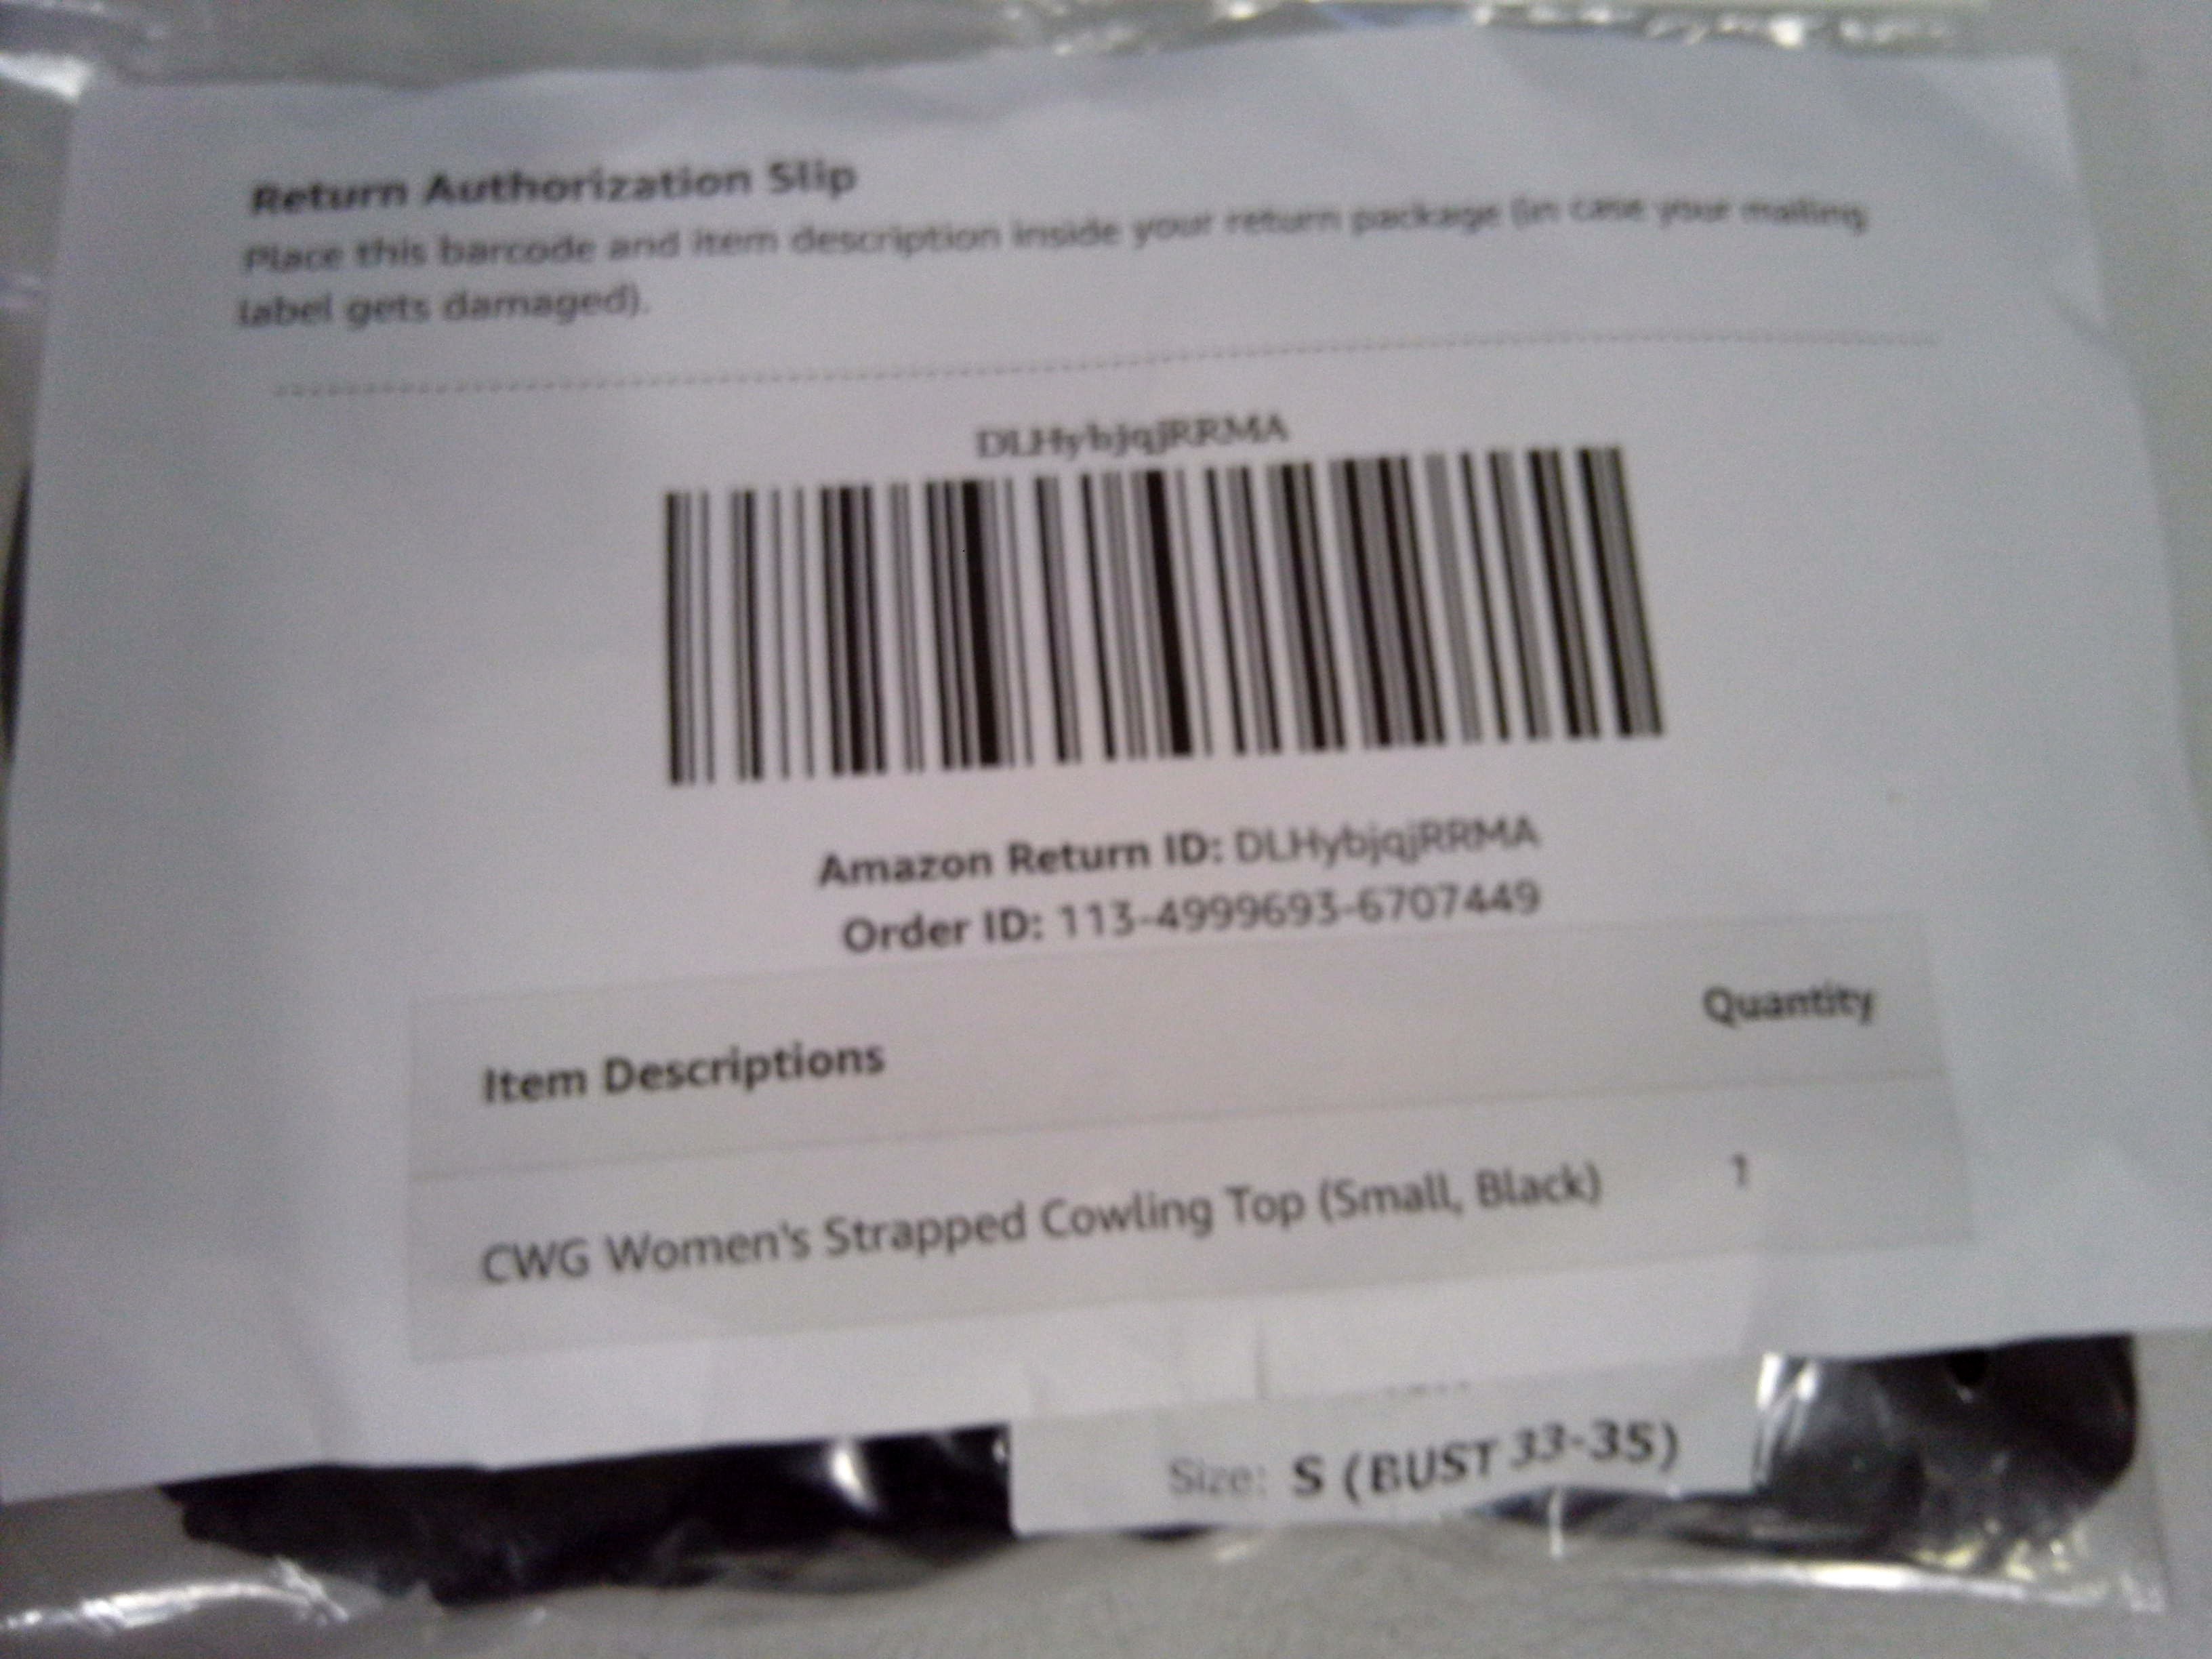 Return Authorization Slip
Place this barcode and item description inside your return package (in case your mailing
label gets damaged).
DLHybjqjRRMA
Amazon Return ID: DLHybjqjRRMA
Order ID: 113-4999693-6707449
Item Descriptions Quantity
CWG Women's Strapped Cowling Top (Small, Black) 1
Size: S (BUST 33-35)